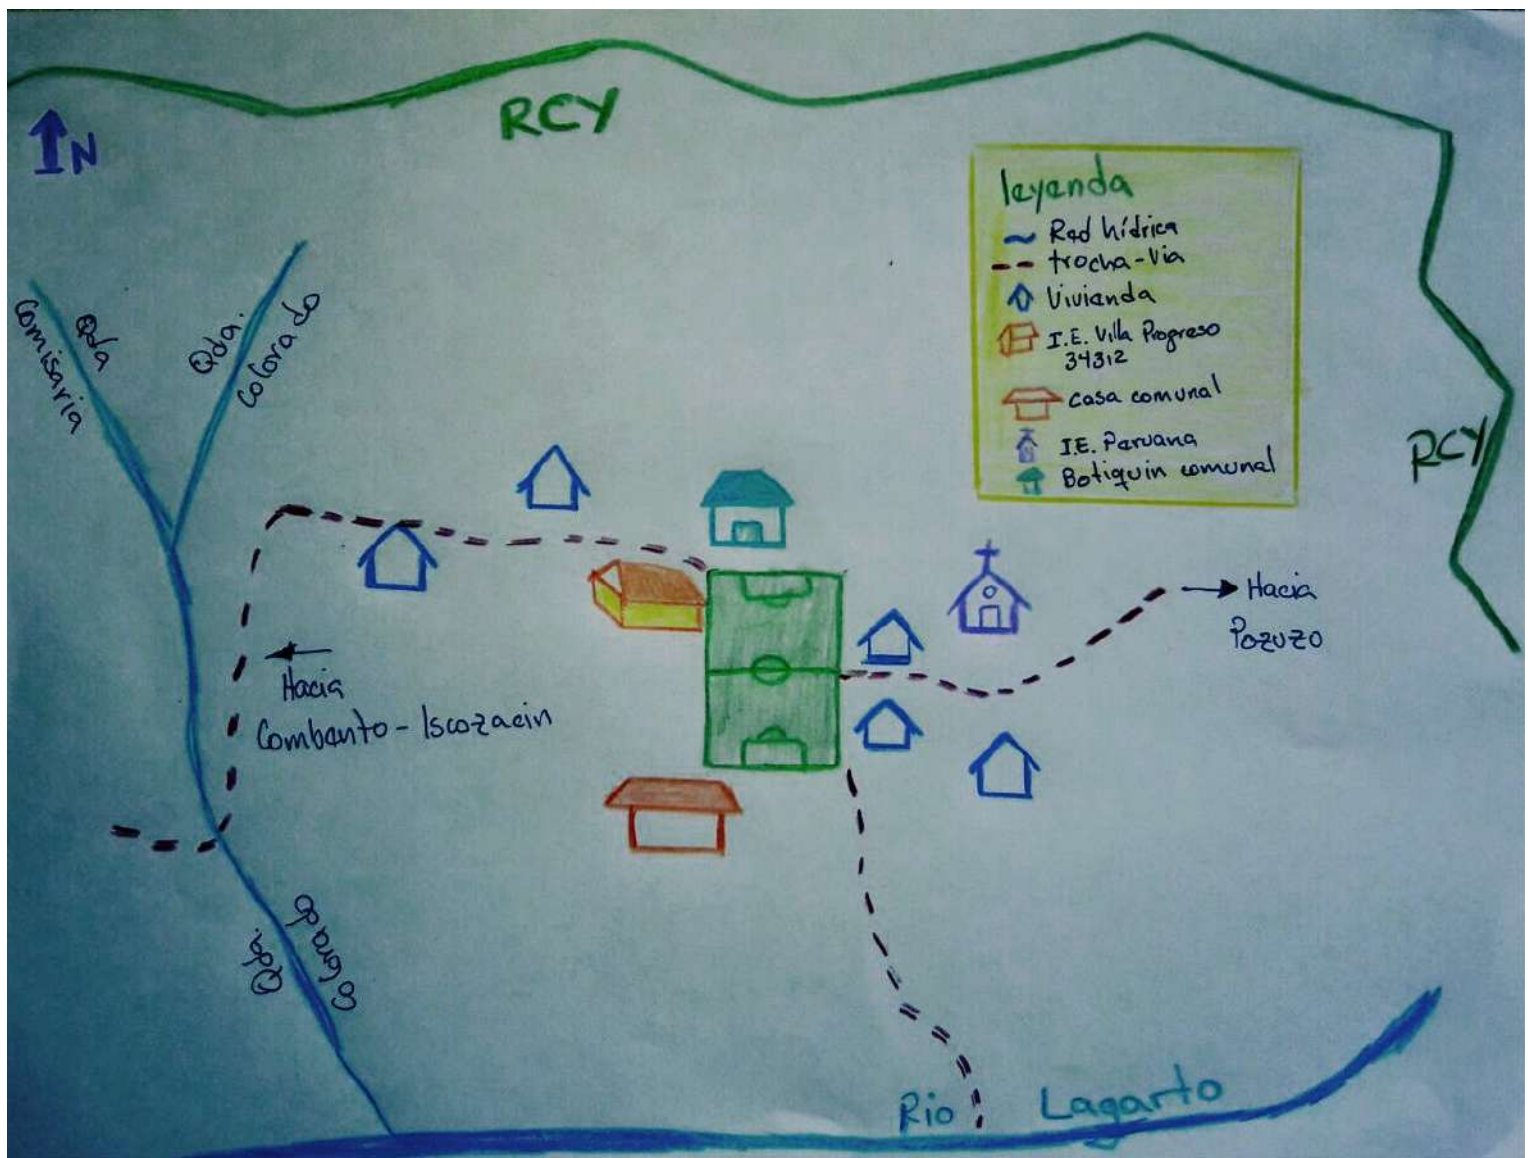 RCY
N
leyenda
Red hídrica
trocha-via
Vivienda
I.E. Villa Progreso
34312
casa comunal
I.E. Peruana
Botiquin comunal
Qda
Comisaria
Qda.
Colorado
RCY
Hacia
Pozuzo
Hacia
Combanto - Iscozacin
Qda.
Colorado
Rio Lagarto